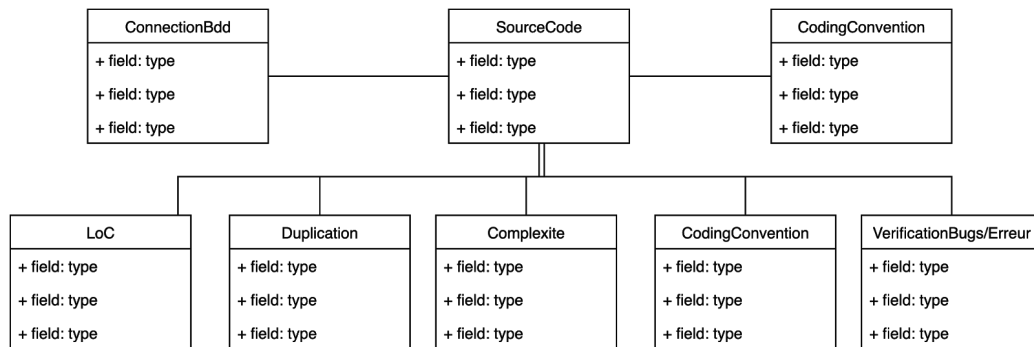 ConnectionBdd
+ field: type
+ field: type
+ field: type
SourceCode
+ field: type
+ field: type
+ field: type
CodingConvention
+ field: type
+ field: type
+ field: type
LoC
+ field: type
+ field: type
+ field: type
Duplication
+ field: type
+ field: type
+ field: type
Complexite
+ field: type
+ field: type
+ field: type
CodingConvention
+ field: type
+ field: type
+ field: type
VerificationBugs/Erreur
+ field: type
+ field: type
+ field: type